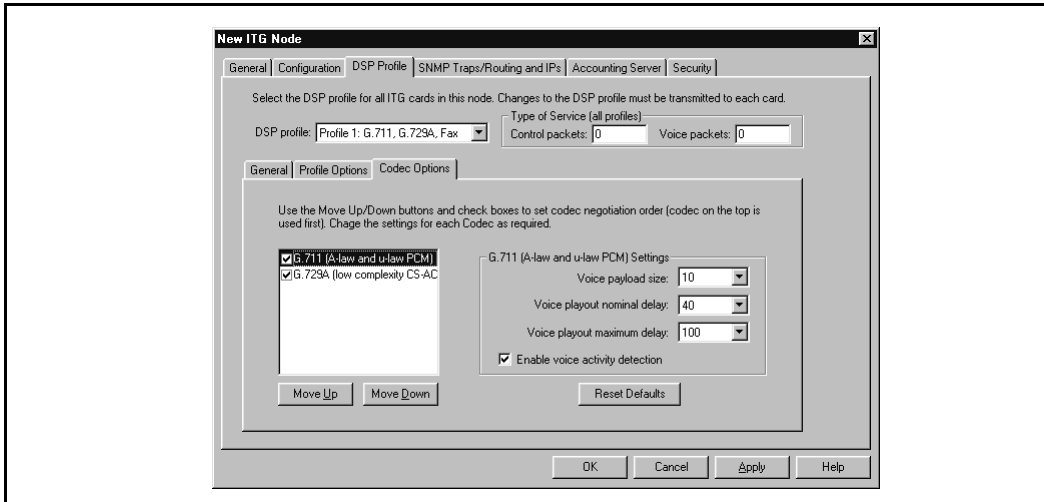 New ITG Node
General Configuration DSP Profile SNMP Traps/Routing and IPs Accounting Server Security
Select the DSP profile for all ITG cards in this node. Changes to the DSP profile must be transmitted to each card.
Type of Service (all profiles)
DSP profile: Profile 1: G.711, G.729A, Fax Control packets: 0 Voice packets: 0
General Profile Options Codec Options
Use the Move Up/Down buttons and check boxes to set codec negotiation order (codec on the top is
used first). Chage the settings for each Codec as required.
G.711 (A-law and u-law PCM)
G.729A (low complexity CS-AC
G.711 (A-law and u-law PCM) Settings
Voice payload size: 10
Voice playout nominal delay: 40
Voice playout maximum delay: 100
Enable voice activity detection
Move Up Move Down Reset Defaults
OK Cancel Apply Help